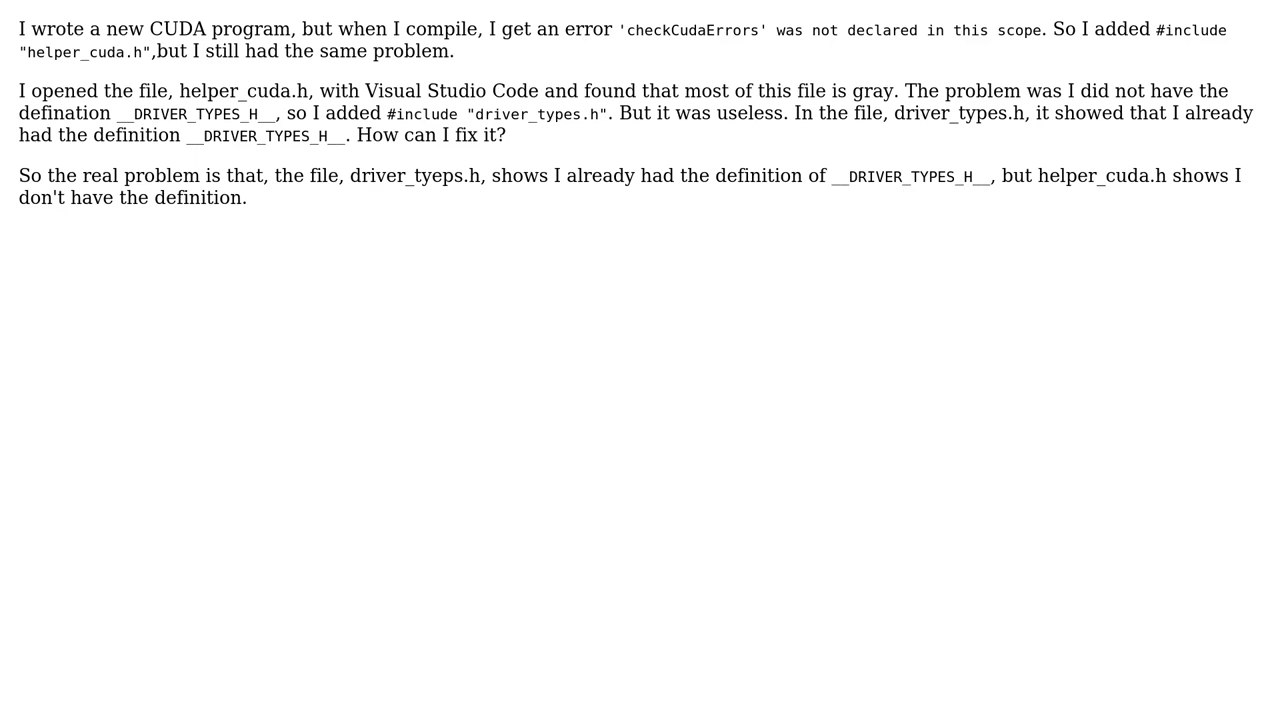 I wrote a new CUDA program, but when I compile, I get an error 'checkCudaErrors' was not declared in this scope. So I added #include
"helper_cuda.h",but I still had the same problem.
I opened the file, helper_cuda.h, with Visual Studio Code and found that most of this file is gray. The problem was I did not have the
defination __DRIVER_TYPES_H__, so I added #include "driver_types.h". But it was useless. In the file, driver_types.h, it showed that I already
had the definition __DRIVER_TYPES_H__. How can I fix it?
So the real problem is that, the file, driver_tyeps.h, shows I already had the definition of __DRIVER_TYPES_H__, but helper_cuda.h shows I
don't have the definition.